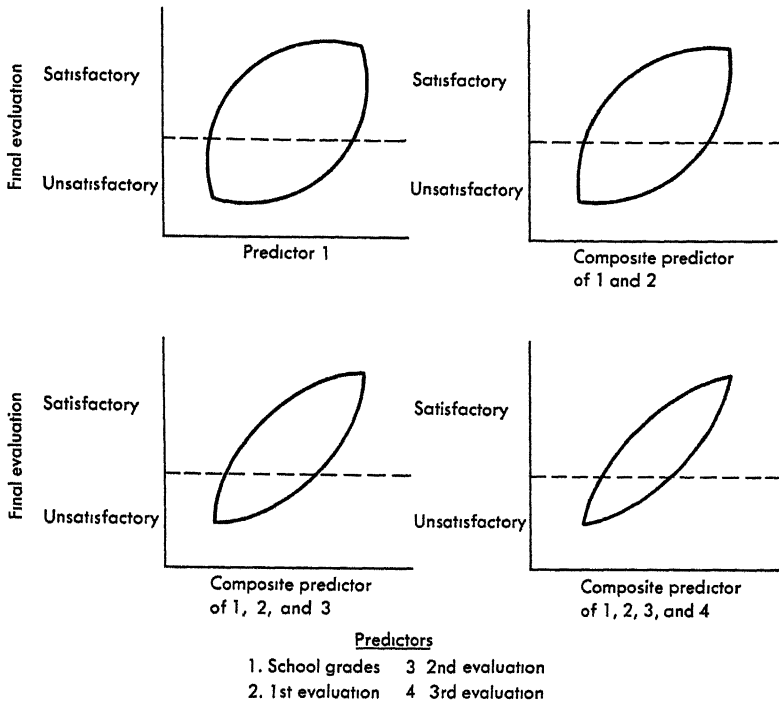 Final evaluation
Satisfactory
Unsatisfactory
Predictor 1
Satisfactory
Unsatisfactory
Composite predictor
of 1 and 2
Final evaluation
Satisfactory
Unsatisfactory
Composite predictor
of 1, 2, and 3
Satisfactory
Unsatisfactory
Composite predictor
of 1, 2, 3, and 4
Predictors
1. School grades 3 2nd evaluation
2. 1st evaluation 4 3rd evaluation